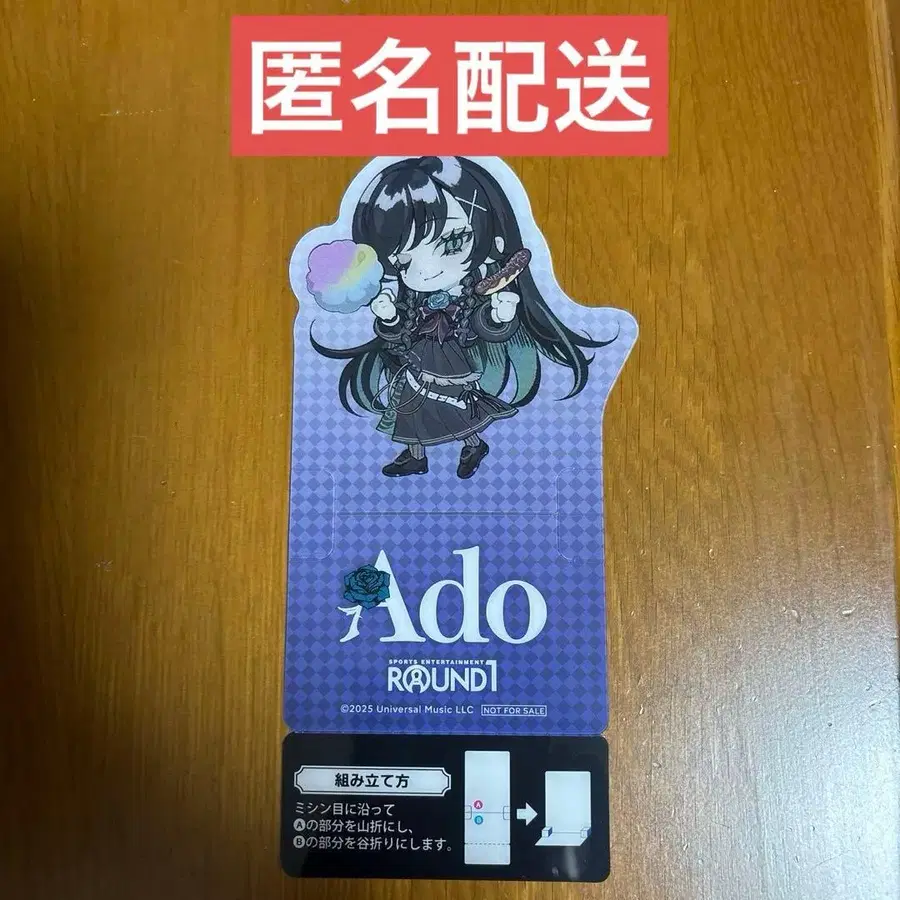 匿名配送
Ado
SPORTS ENTERTAINMENT
ROUND1
©2025 Universal Music LLC NOT FOR SALE
組み立て方
ミシン目に沿って
Aの部分を山折にし、
Bの部分を谷折りにします。
A
B